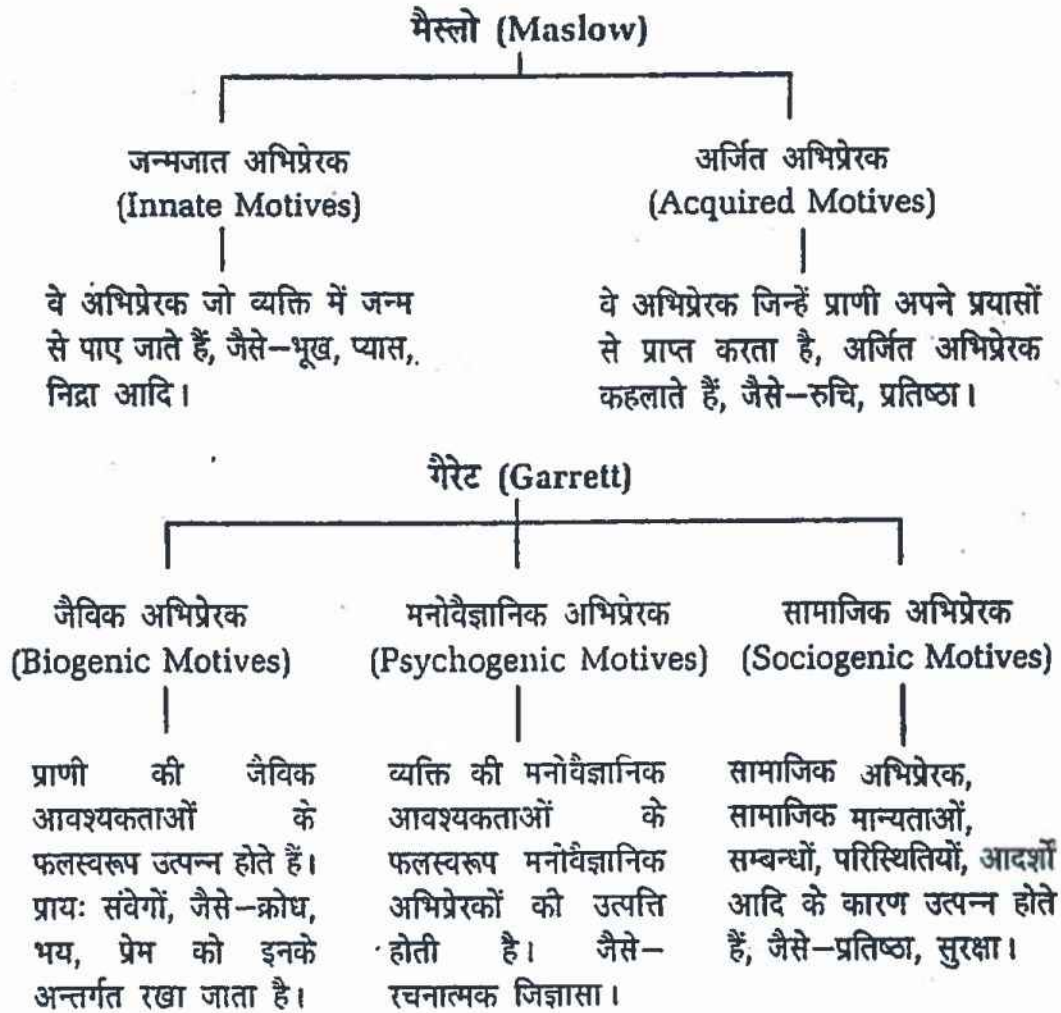 मैस्लो (Maslow)
जन्मजात अभिप्रेरक
(Innate Motives)
वे अभिप्रेरक जो व्यक्ति में जन्म
से पाए जाते हैं, जैसे–भूख, प्यास,
निद्रा आदि।
अर्जित अभिप्रेरक
(Acquired Motives)
वे अभिप्रेरक जिन्हें प्राणी अपने प्रयासों
से प्राप्त करता है, अर्जित अभिप्रेरक
कहलाते हैं, जैसे–रुचि, प्रतिष्ठा।
गैरेट (Garrett)
जैविक अभिप्रेरक
(Biogenic Motives)
प्राणी की जैविक
आवश्यकताओं के
फलस्वरूप उत्पन्न होते हैं।
प्रायः संवेगों, जैसे–क्रोध,
भय, प्रेम को इनके
अन्तर्गत रखा जाता है।
मनोवैज्ञानिक अभिप्रेरक
(Psychogenic Motives)
व्यक्ति की मनोवैज्ञानिक
आवश्यकताओं के
फलस्वरूप मनोवैज्ञानिक
अभिप्रेरकों की उत्पत्ति
होती है। जैसे–
रचनात्मक जिज्ञासा।
सामाजिक अभिप्रेरक
(Sociogenic Motives)
सामाजिक अभिप्रेरक,
सामाजिक मान्यताओं,
सम्बन्धों, परिस्थितियों, आदर्शों
आदि के कारण उत्पन्न होते
हैं, जैसे–प्रतिष्ठा, सुरक्षा।